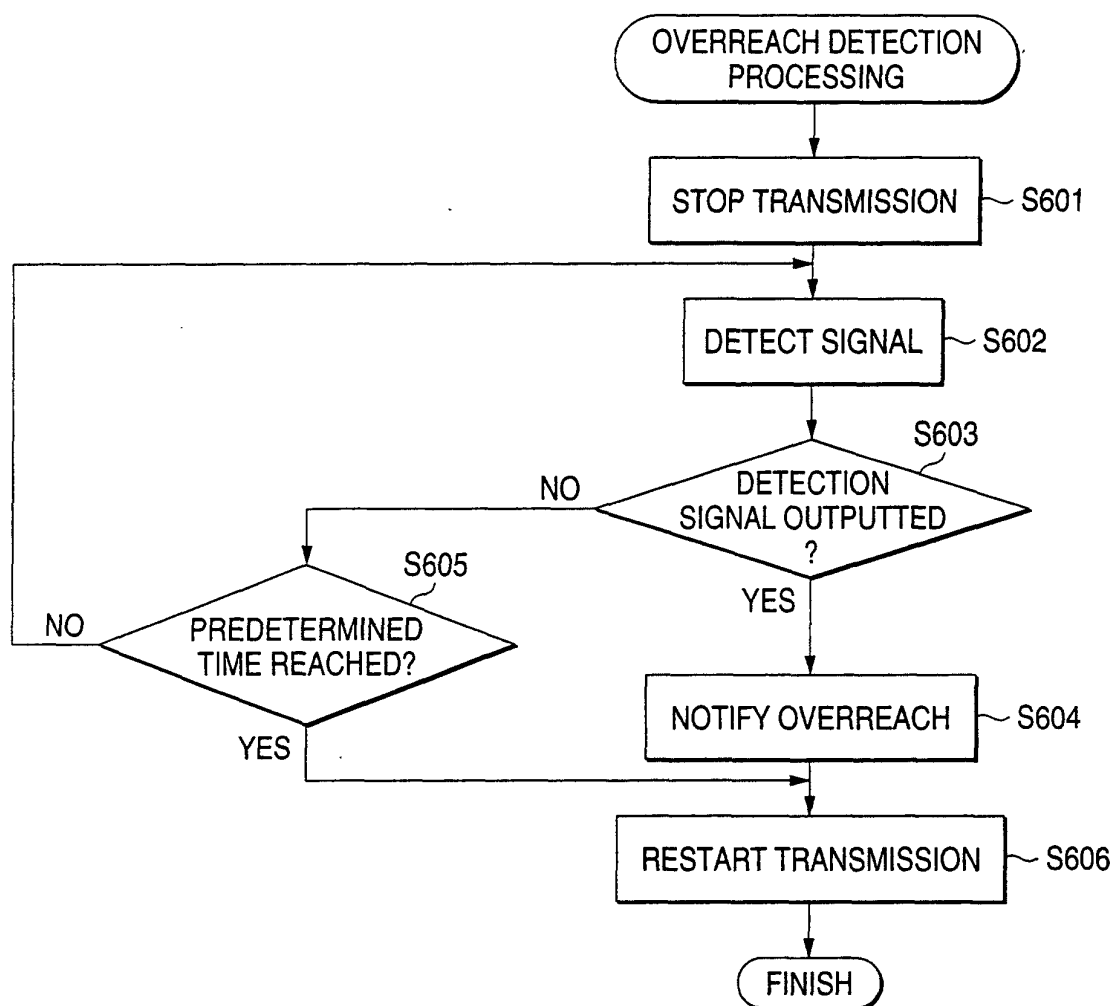 OVERREACH DETECTION
PROCESSING
STOP TRANSMISSION
S601
DETECT SIGNAL
S602
S603
DETECTION
SIGNAL OUTPUTTED
?
NO
YES
S605
PREDETERMINED
TIME REACHED?
NO
YES
NOTIFY OVERREACH
S604
RESTART TRANSMISSION
S606
FINISH